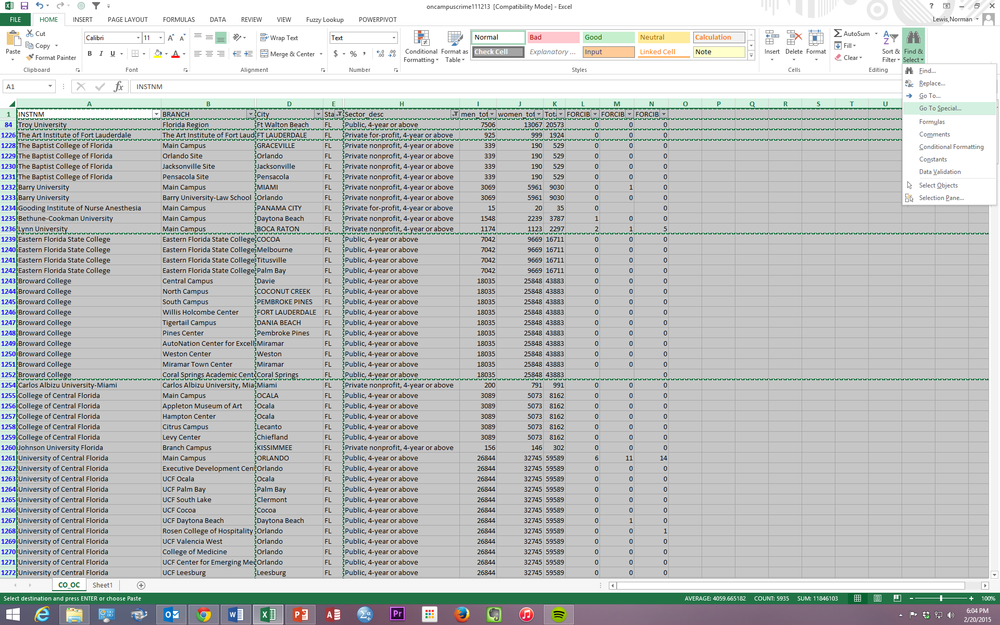 oncampuscrime111213 [Compatibility Mode] - Excel
FILE HOME INSERT PAGE LAYOUT FORMULAS DATA REVIEW VIEW Fuzzy Lookup POWERPIVOT Lewis,Norman
Paste Cut Copy Format Painter Clipboard
Calibri 11 B I U A Font
Wrap Text Merge & Center Alignment
Text $ % Number
Conditional Formatting Format as Table
Normal Bad Good Neutral Calculation
Check Cell Explanatory ... Input Linked Cell Note
Styles
Insert Delete Format Cells
AutoSum Fill Clear Sort & Filter Find & Select Editing
Find...
Replace...
Go To...
Go To Special...
Formulas
Comments
Conditional Formatting
Constants
Data Validation
Select Objects
Selection Pane...
A1 fx INSTNM
A B D E H I J K L M N O P Q R S T U
1 INSTNM BRANCH City Sta Sector_desc men_tot women_tot Tota FORCIB FORCIB FORCIB
84 Troy University Florida Region Ft Walton Beach FL Public, 4-year or above 7506 13067 20573 0 0 0
1226 The Art Institute of Fort Lauderdale The Art Institute of Fort Laud FT LAUDERDALE FL Private for-profit, 4-year or above 925 999 1924 0 0 0
1228 The Baptist College of Florida Main Campus GRACEVILLE FL Private nonprofit, 4-year or above 339 190 529 0 0 0
1229 The Baptist College of Florida Orlando Site Orlando FL Private nonprofit, 4-year or above 339 190 529 0 0 0
1230 The Baptist College of Florida Jacksonville Site Jacksonville FL Private nonprofit, 4-year or above 339 190 529 0 0 0
1231 The Baptist College of Florida Pensacola Site Pensacola FL Private nonprofit, 4-year or above 339 190 529 0 0 0
1232 Barry University Main Campus MIAMI FL Private nonprofit, 4-year or above 3069 5961 9030 0 1 0
1233 Barry University Barry University-Law School Orlando FL Private nonprofit, 4-year or above 3069 5961 9030 0 0 0
1234 Gooding Institute of Nurse Anesthesia Main Campus PANAMA CITY FL Private for-profit, 4-year or above 15 20 35 0 0
1235 Bethune-Cookman University Main Campus Daytona Beach FL Private nonprofit, 4-year or above 1548 2239 3787 1 0 0
1236 Lynn University Main Campus BOCA RATON FL Private nonprofit, 4-year or above 1174 1123 2297 2 1 5
1239 Eastern Florida State College Eastern Florida State College COCOA FL Public, 4-year or above 7042 9669 16711 0 0 0
1240 Eastern Florida State College Eastern Florida State College Melbourne FL Public, 4-year or above 7042 9669 16711 0 0 0
1241 Eastern Florida State College Eastern Florida State College Titusville FL Public, 4-year or above 7042 9669 16711 0 0 0
1242 Eastern Florida State College Eastern Florida State College Palm Bay FL Public, 4-year or above 7042 9669 16711 0 0 0
1243 Broward College Central Campus Davie FL Public, 4-year or above 18035 25848 43883 0 0 0
1244 Broward College North Campus COCONUT CREEK FL Public, 4-year or above 18035 25848 43883 0 0 0
1245 Broward College South Campus PEMBROKE PINES FL Public, 4-year or above 18035 25848 43883 0 0 0
1246 Broward College Willis Holcombe Center FORT LAUDERDALE FL Public, 4-year or above 18035 25848 43883 0 0 0
1247 Broward College Tigertail Campus DANIA BEACH FL Public, 4-year or above 18035 25848 43883 0 0 0
1248 Broward College Pines Center Pembroke Pines FL Public, 4-year or above 18035 25848 43883 0 0 0
1249 Broward College AutoNation Center for Excell Miramar FL Public, 4-year or above 18035 25848 43883 0 0 0
1250 Broward College Weston Center Weston FL Public, 4-year or above 18035 25848 43883 0 0 0
1251 Broward College Miramar Town Center Miramar FL Public, 4-year or above 18035 25848 43883 0 0 0
1252 Broward College Coral Springs Academic Cent Coral Springs FL Public, 4-year or above 18035 25848 43883 0
1254 Carlos Albizu University-Miami Carlos Albizu University, Mia Miami FL Private nonprofit, 4-year or above 200 791 991 0 0 0
1255 College of Central Florida Main Campus OCALA FL Public, 4-year or above 3089 5073 8162 0 0 0
1256 College of Central Florida Appleton Museum of Art Ocala FL Public, 4-year or above 3089 5073 8162 0 0 0
1257 College of Central Florida Hampton Center Ocala FL Public, 4-year or above 3089 5073 8162 0 0 0
1258 College of Central Florida Citrus Campus Lecanto FL Public, 4-year or above 3089 5073 8162 0 0 0
1259 College of Central Florida Levy Center Chiefland FL Public, 4-year or above 3089 5073 8162 0 0 0
1260 Johnson University Florida Branch Campus KISSIMMEE FL Private nonprofit, 4-year or above 156 146 302 0 0 0
1261 University of Central Florida Main Campus ORLANDO FL Public, 4-year or above 26844 32745 59589 6 11 14
1262 University of Central Florida Executive Development Cen Orlando FL Public, 4-year or above 26844 32745 59589 0 0 0
1263 University of Central Florida UCF Ocala Ocala FL Public, 4-year or above 26844 32745 59589 0 0 0
1264 University of Central Florida UCF Palm Bay Palm Bay FL Public, 4-year or above 26844 32745 59589 0 0 0
1265 University of Central Florida UCF South Lake Clermont FL Public, 4-year or above 26844 32745 59589 0 0 0
1266 University of Central Florida UCF Cocoa Cocoa FL Public, 4-year or above 26844 32745 59589 0 0 0
1267 University of Central Florida UCF Daytona Beach Daytona Beach FL Public, 4-year or above 26844 32745 59589 0 1 0
1268 University of Central Florida Rosen College of Hospitality Orlando FL Public, 4-year or above 26844 32745 59589 0 0 1
1269 University of Central Florida UCF Valencia West Orlando FL Public, 4-year or above 26844 32745 59589 0 0 0
1270 University of Central Florida College of Medicine Orlando FL Public, 4-year or above 26844 32745 59589 0 0 0
1271 University of Central Florida UCF Center for Emerging Med Orlando FL Public, 4-year or above 26844 32745 59589 0 0 0
1272 University of Central Florida UCF Leesburg Leesburg FL Public, 4-year or above 26844 32745 59589 0 0 0
CO_OC Sheet1
Select destination and press ENTER or choose Paste AVERAGE: 4059.665182 COUNT: 5935 SUM: 11846103 100%
6:04 PM
2/20/2015